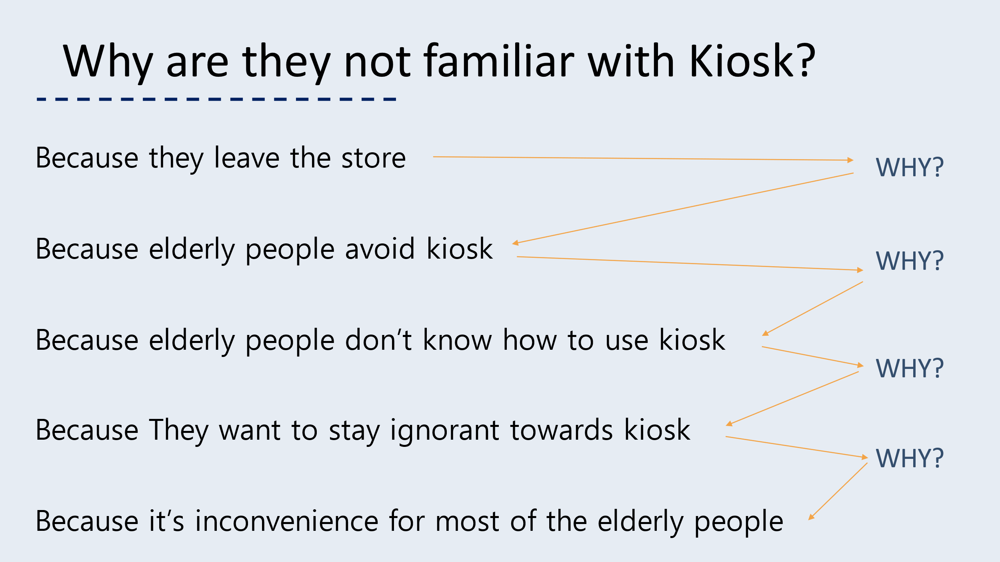 Why are they not familiar with Kiosk?
Because they leave the store
WHY?
Because elderly people avoid kiosk
WHY?
Because elderly people don’t know how to use kiosk
WHY?
Because They want to stay ignorant towards kiosk
WHY?
Because it’s inconvenience for most of the elderly people